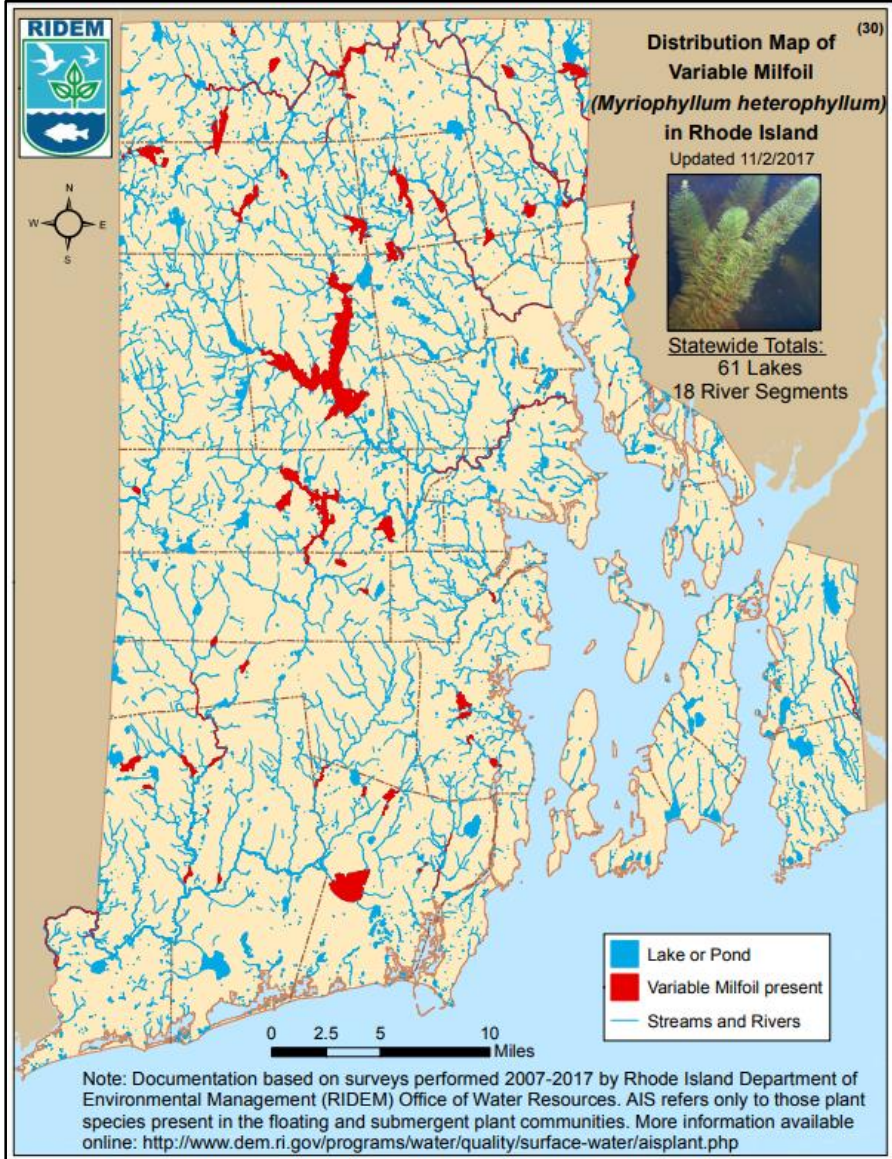 RIDEM
(30)
Distribution Map of
Variable Milfoil
(Myriophyllum heterophyllum)
in Rhode Island
Updated 11/2/2017
N
W E
S
Statewide Totals:
61 Lakes
18 River Segments
Lake or Pond
Variable Milfoil present
Streams and Rivers
0 2.5 5 10
Miles
Note: Documentation based on surveys performed 2007-2017 by Rhode Island Department of
Environmental Management (RIDEM) Office of Water Resources. AIS refers only to those plant
species present in the floating and submergent plant communities. More information available
online: http://www.dem.ri.gov/programs/water/quality/surface-water/aisplant.php